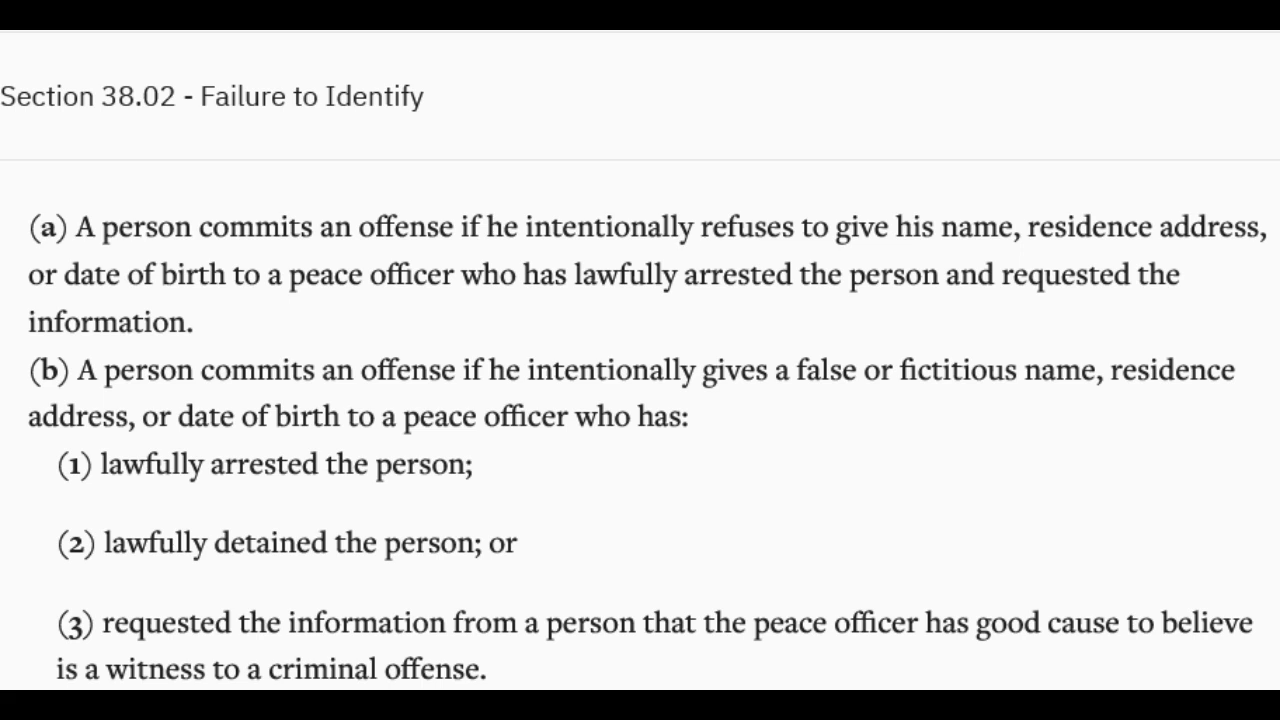 Section 38.02 - Failure to Identify
(a) A person commits an offense if he intentionally refuses to give his name, residence address,
or date of birth to a peace officer who has lawfully arrested the person and requested the
information.
(b) A person commits an offense if he intentionally gives a false or fictitious name, residence
address, or date of birth to a peace officer who has:
(1) lawfully arrested the person;
(2) lawfully detained the person; or
(3) requested the information from a person that the peace officer has good cause to believe
is a witness to a criminal offense.